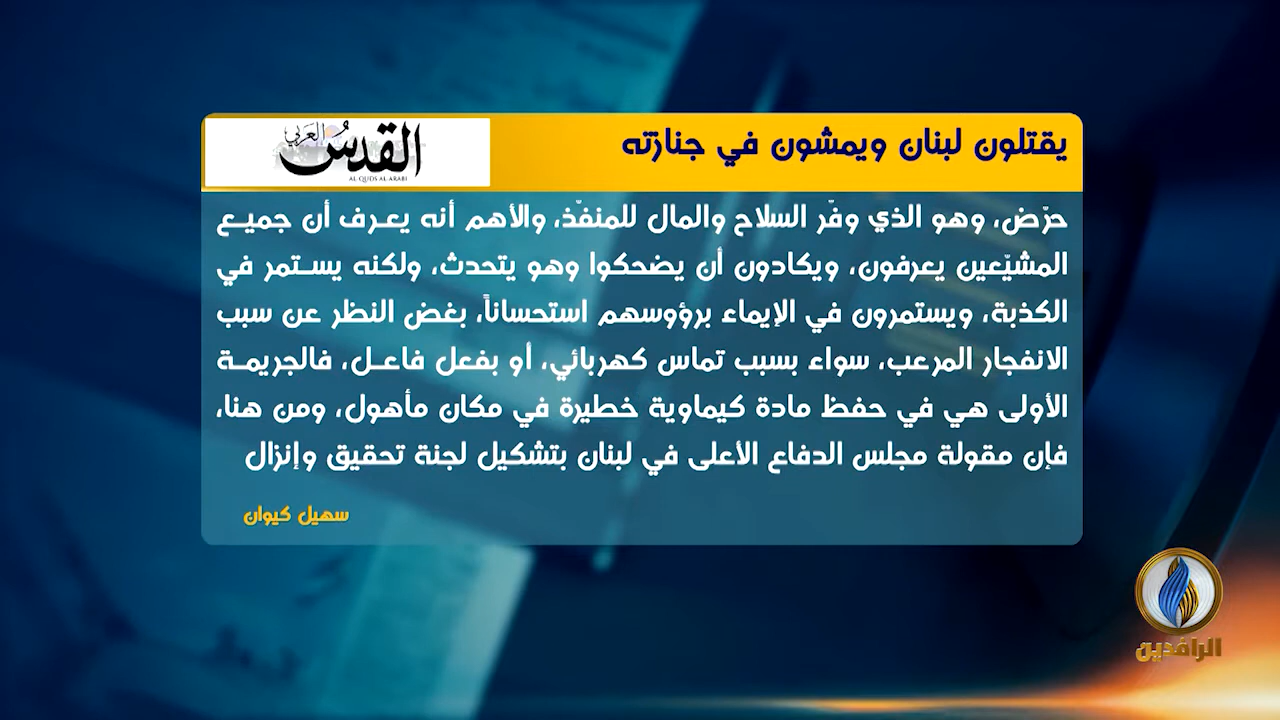 يقتلون لبنان ويمشون في جنازته
القدس العربي
AL QUDS AL ARABI
حرّض، وهو الذي وفّر السلاح والمال للمنفّذ، والأهم أنه يعرف أن جميع
المشيّعين يعرفون، ويكادون أن يضحكوا وهو يتحدث، ولكنه يستمر في
الكذبة، ويستمرون في الإيماء برؤوسهم استحساناً، بغض النظر عن سبب
الانفجار المرعب، سواء بسبب تماس كهربائي، أو بفعل فاعل، فالجريمة
الأولى هي في حفظ مادة كيماوية خطيرة في مكان مأهول، ومن هنا،
فإن مقولة مجلس الدفاع الأعلى في لبنان بتشكيل لجنة تحقيق وإنزال
سهيل كيوان
الرافدين